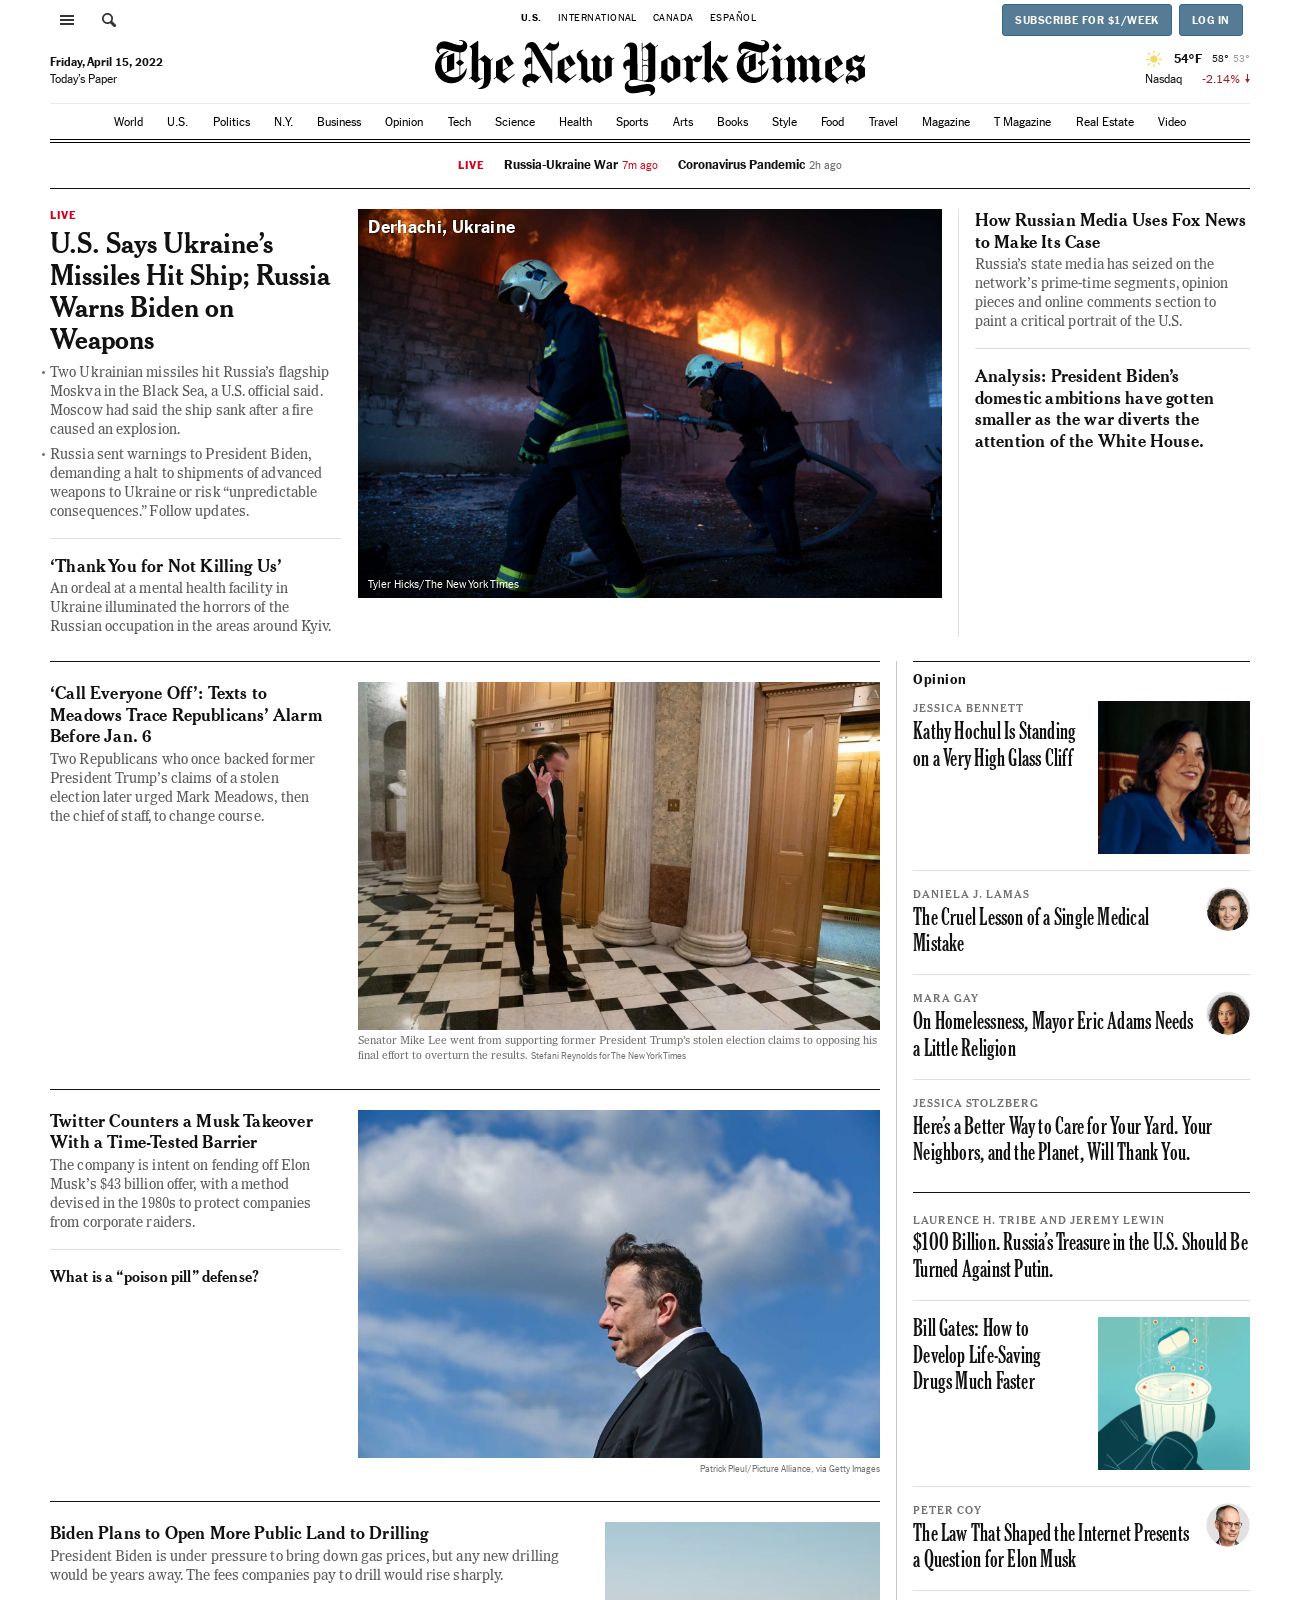 U.S. INTERNATIONAL CANADA ESPAÑOL
SUBSCRIBE FOR $1/WEEK LOG IN
Friday, April 15, 2022
Today's Paper
The New York Times
54°F 58° 53°
Nasdaq -2.14%
World U.S. Politics N.Y. Business Opinion Tech Science Health Sports Arts Books Style Food Travel Magazine T Magazine Real Estate Video
LIVE Russia-Ukraine War 7m ago Coronavirus Pandemic 2h ago
LIVE
U.S. Says Ukraine's
Missiles Hit Ship; Russia
Warns Biden on
Weapons
• Two Ukrainian missiles hit Russia's flagship
Moskva in the Black Sea, a U.S. official said.
Moscow had said the ship sank after a fire
caused an explosion.
• Russia sent warnings to President Biden,
demanding a halt to shipments of advanced
weapons to Ukraine or risk "unpredictable
consequences." Follow updates.
'Thank You for Not Killing Us'
An ordeal at a mental health facility in
Ukraine illuminated the horrors of the
Russian occupation in the areas around Kyiv.
Derhachi, Ukraine
Tyler Hicks/The New York Times
How Russian Media Uses Fox News
to Make Its Case
Russia's state media has seized on the
network's prime-time segments, opinion
pieces and online comments section to
paint a critical portrait of the U.S.
Analysis: President Biden's
domestic ambitions have gotten
smaller as the war diverts the
attention of the White House.
'Call Everyone Off': Texts to
Meadows Trace Republicans' Alarm
Before Jan. 6
Two Republicans who once backed former
President Trump's claims of a stolen
election later urged Mark Meadows, then
the chief of staff, to change course.
Senator Mike Lee went from supporting former President Trump's stolen election claims to opposing his
final effort to overturn the results. Stefani Reynolds for The New York Times
Twitter Counters a Musk Takeover
With a Time-Tested Barrier
The company is intent on fending off Elon
Musk's $43 billion offer, with a method
devised in the 1980s to protect companies
from corporate raiders.
What is a "poison pill" defense?
Patrick Pleul/Picture Alliance, via Getty Images
Biden Plans to Open More Public Land to Drilling
President Biden is under pressure to bring down gas prices, but any new drilling
would be years away. The fees companies pay to drill would rise sharply.
Opinion
JESSICA BENNETT
Kathy Hochul Is Standing
on a Very High Glass Cliff
DANIELA J. LAMAS
The Cruel Lesson of a Single Medical
Mistake
MARA GAY
On Homelessness, Mayor Eric Adams Needs
a Little Religion
JESSICA STOLZBERG
Here's a Better Way to Care for Your Yard. Your
Neighbors, and the Planet, Will Thank You.
LAURENCE H. TRIBE AND JEREMY LEWIN
$100 Billion. Russia's Treasure in the U.S. Should Be
Turned Against Putin.
Bill Gates: How to
Develop Life-Saving
Drugs Much Faster
PETER COY
The Law That Shaped the Internet Presents
a Question for Elon Musk